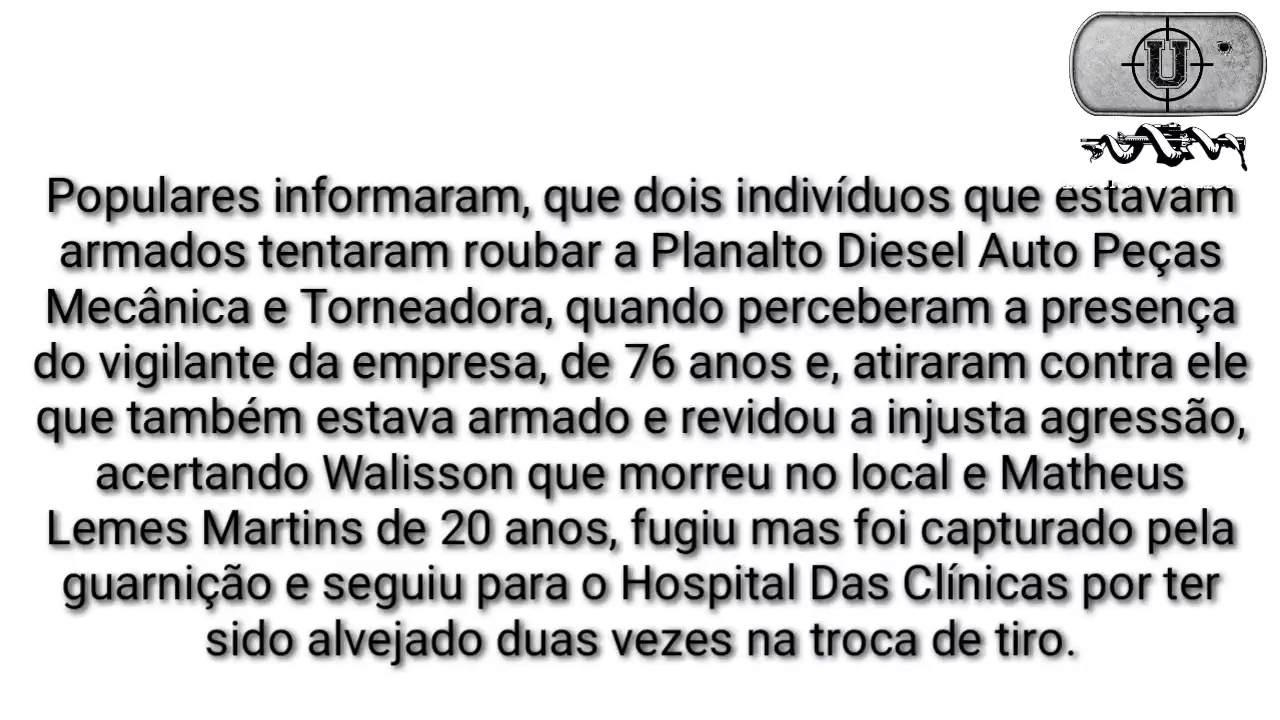 U
Populares informaram, que dois indivíduos que estavam
armados tentaram roubar a Planalto Diesel Auto Peças
Mecânica e Torneadora, quando perceberam a presença
do vigilante da empresa, de 76 anos e, atiraram contra ele
que também estava armado e revidou a injusta agressão,
acertando Walisson que morreu no local e Matheus
Lemes Martins de 20 anos, fugiu mas foi capturado pela
guarnição e seguiu para o Hospital Das Clínicas por ter
sido alvejado duas vezes na troca de tiro.